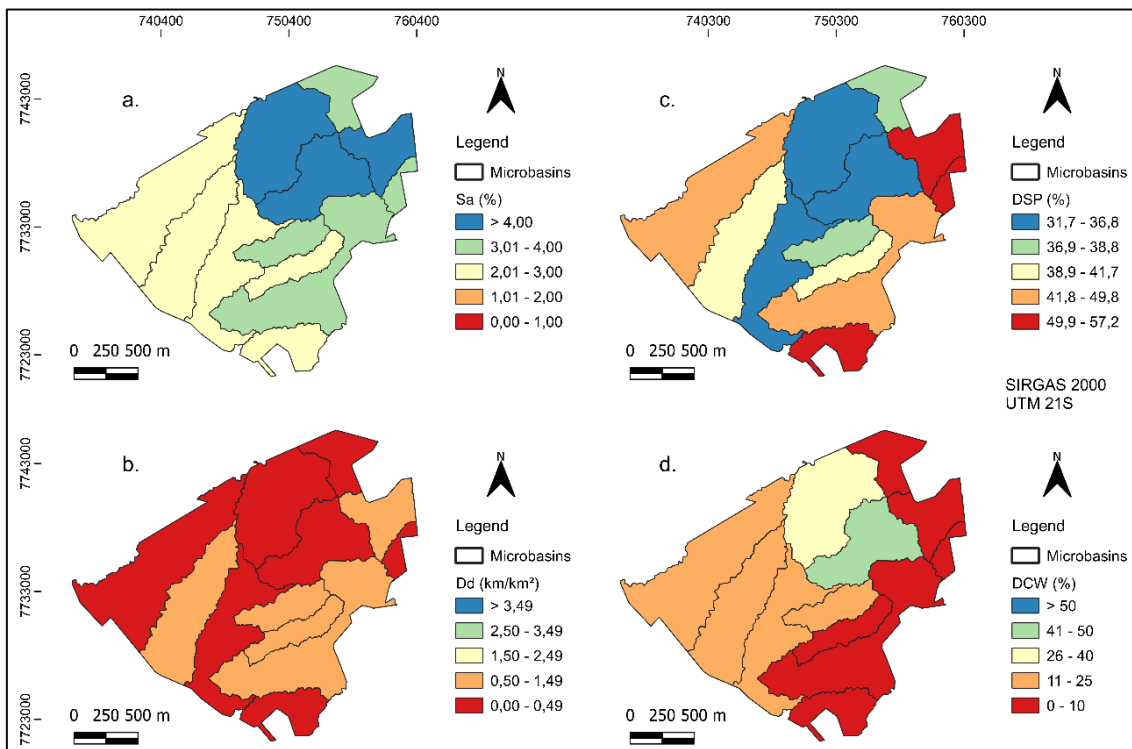 740400 750400 760400
740300 750300 760300
7743000
7733000
7723000
a.
N
Legend
Microbasins
Sa (%)
> 4,00
3,01 - 4,00
2,01 - 3,00
1,01 - 2,00
0,00 - 1,00
0 250 500 m
c.
N
Legend
Microbasins
DSP (%)
31,7 - 36,8
36,9 - 38,8
38,9 - 41,7
41,8 - 49,8
49,9 - 57,2
0 250 500 m
SIRGAS 2000
UTM 21S
7743000
7733000
7723000
b.
N
Legend
Microbasins
Dd (km/km²)
> 3,49
2,50 - 3,49
1,50 - 2,49
0,50 - 1,49
0,00 - 0,49
0 250 500 m
d.
N
Legend
Microbasins
DCW (%)
> 50
41 - 50
26 - 40
11 - 25
0 - 10
0 250 500 m